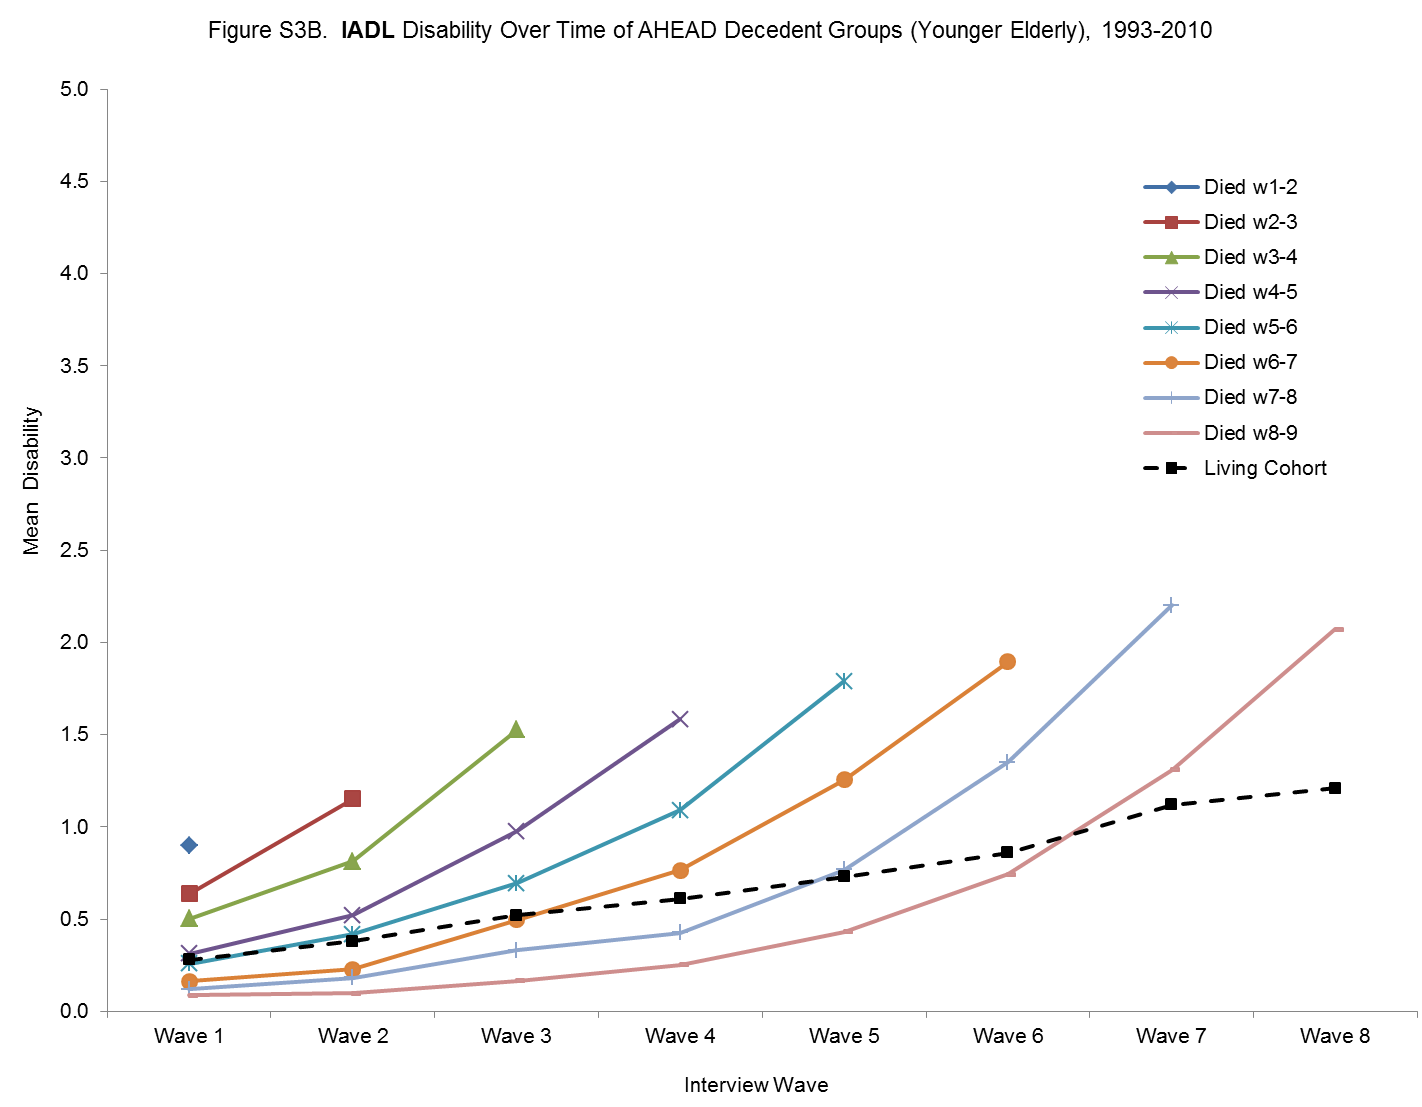 Figure S3B.  IADL Disability Over Time of AHEAD Decedent Groups (Younger Elderly), 1993-2010
5.0
4.5
4.0
3.5
3.0
2.5
2.0
1.5
1.0
0.5
0.0
Mean Disability
Died w1-2
Died w2-3
Died w3-4
Died w4-5
Died w5-6
Died w6-7
Died w7-8
Died w8-9
Living Cohort
Wave 1 Wave 2 Wave 3 Wave 4 Wave 5 Wave 6 Wave 7 Wave 8
Interview Wave